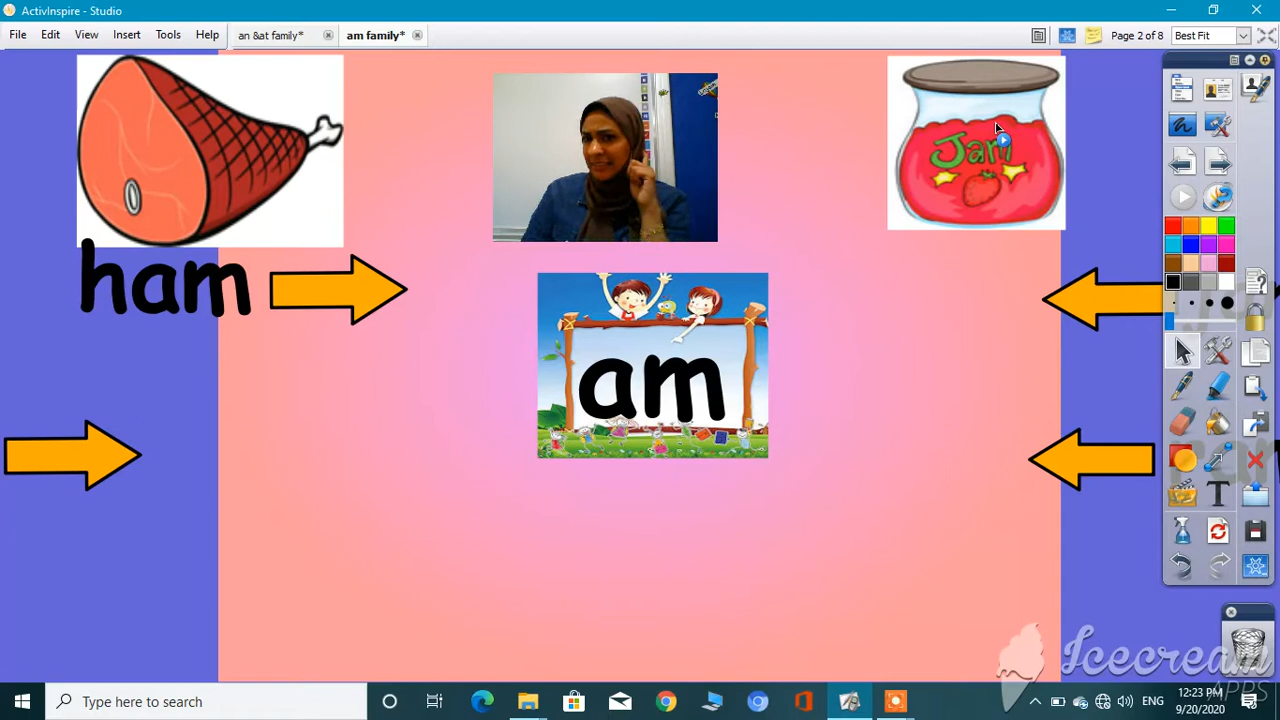 ActivInspire - Studio
File Edit View Insert Tools Help
an &at family*
am family*
Page 2 of 8
Best Fit
Jam
ham
am
Icecream
APPS
Type here to search
ENG
12:23 PM
9/20/2020